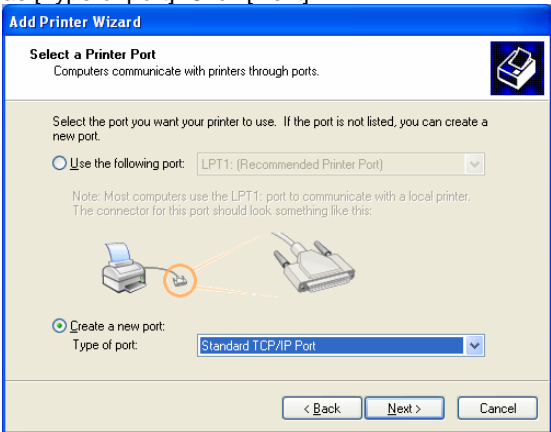 Add Printer Wizard
Select a Printer Port
Computers communicate with printers through ports.
Select the port you want your printer to use. If the port is not listed, you can create a
new port.
Use the following port: LPT1: (Recommended Printer Port)
Note: Most computers use the LPT1: port to communicate with a local printer.
The connector for this port should look something like this:
Create a new port:
Type of port: Standard TCP/IP Port
< Back Next > Cancel